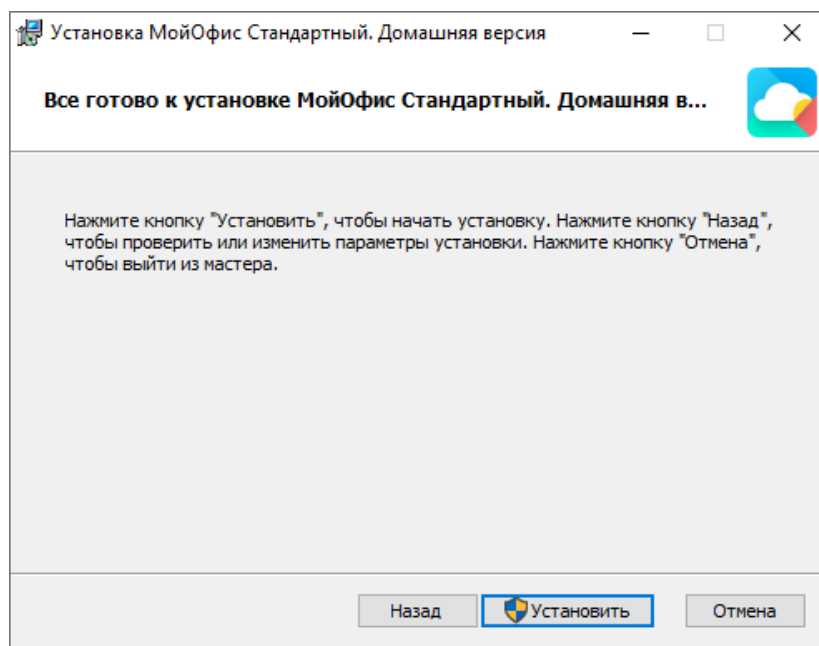 Установка МойОфис Стандартный. Домашняя версия
Все готово к установке МойОфис Стандартный. Домашняя в...
Нажмите кнопку "Установить", чтобы начать установку. Нажмите кнопку "Назад",
чтобы проверить или изменить параметры установки. Нажмите кнопку "Отмена",
чтобы выйти из мастера.
Назад
Установить
Отмена